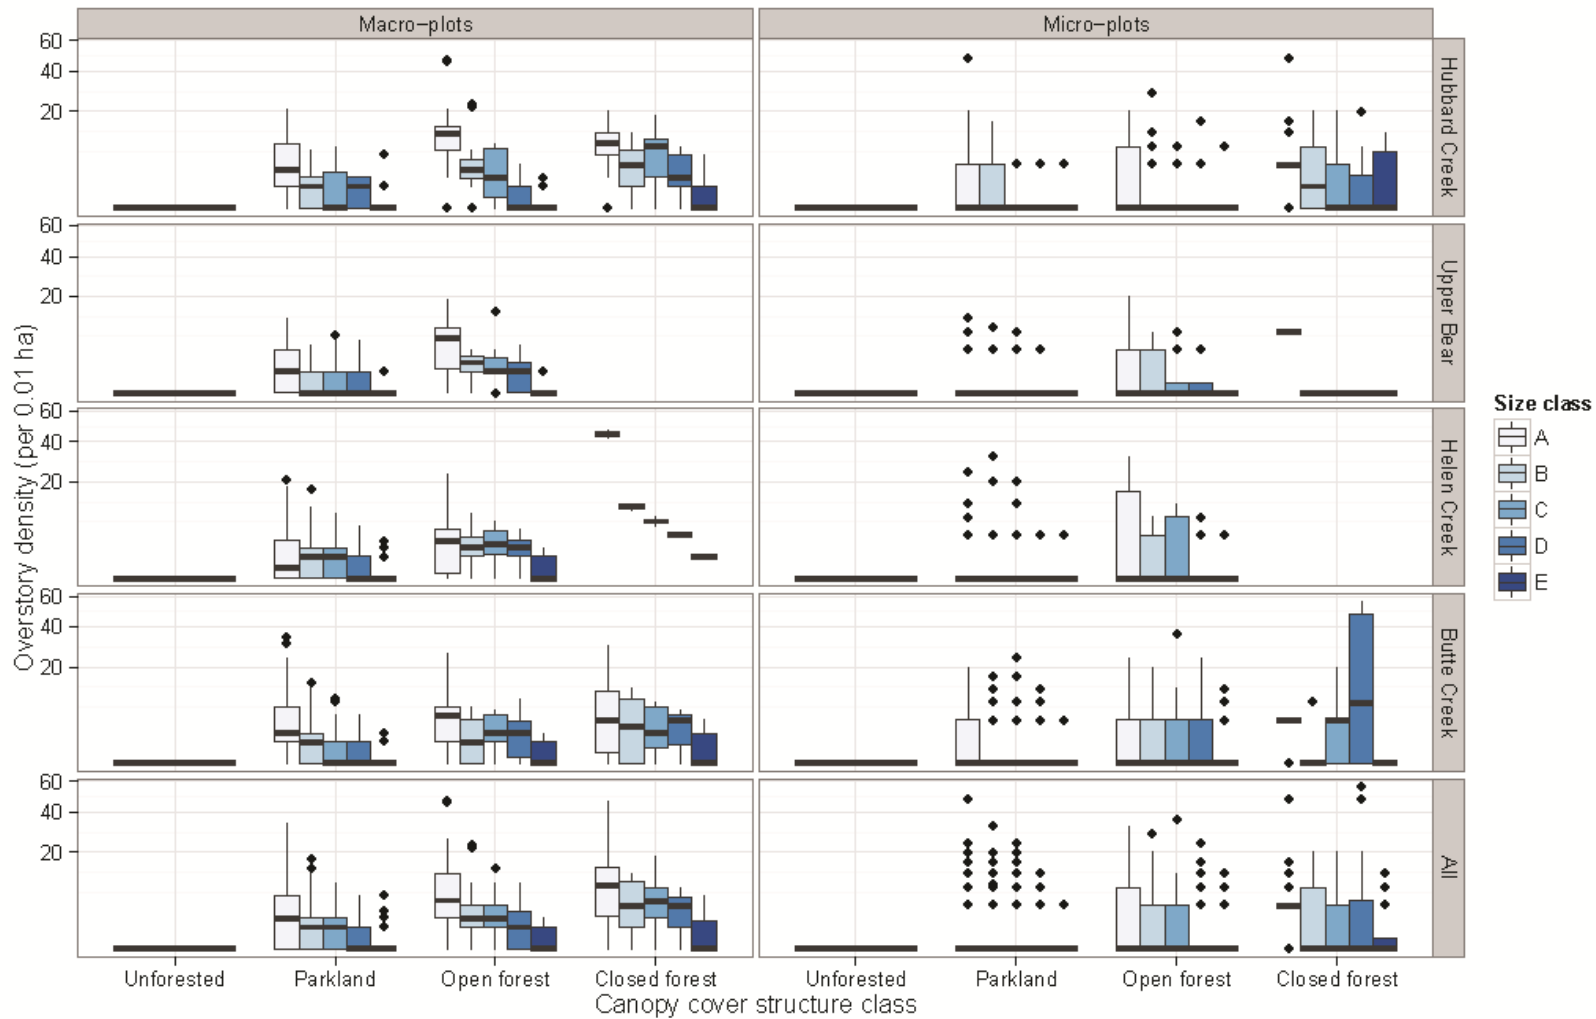 Macro-plots Micro-plots
60
40
20
Hubbard Creek
60
40
20
Upper Bear
60
40
20
Helen Creek
60
40
20
Butte Creek
60
40
20
All
Overstory density (per 0.01 ha)
Unforested Parkland Open forest Closed forest Unforested Parkland Open forest Closed forest
Canopy cover structure class
Size class
A
B
C
D
E